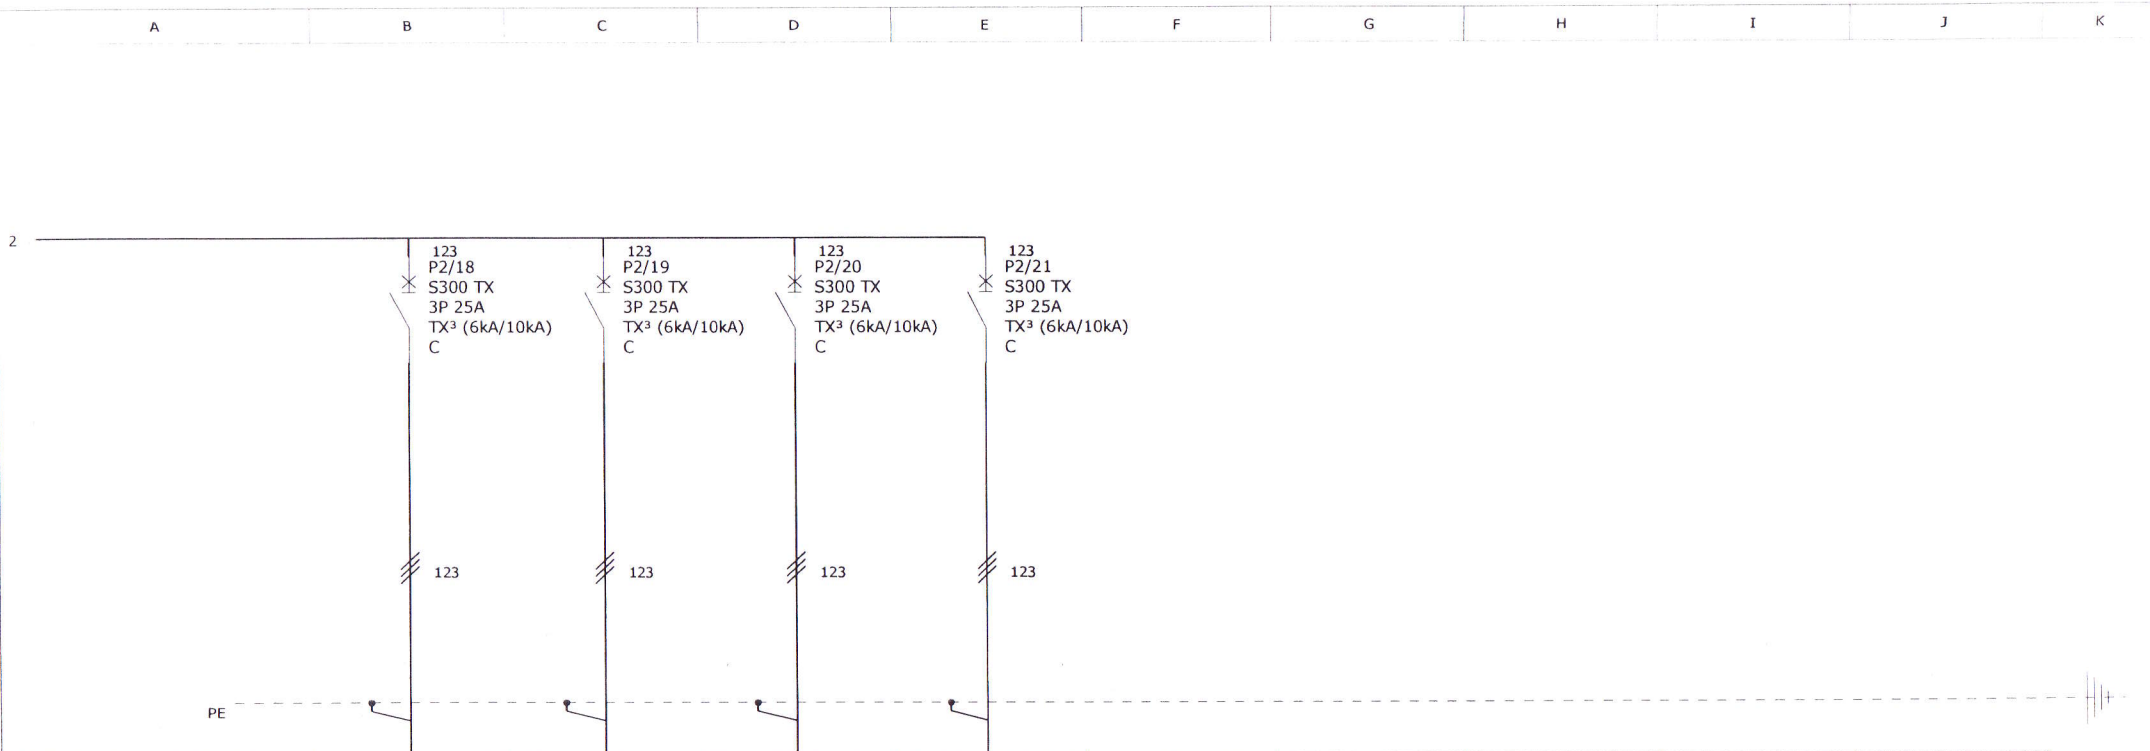 A B C D E F G H I J K
2
123
P2/18
S300 TX
3P 25A
TX³ (6kA/10kA)
C
123
P2/19
S300 TX
3P 25A
TX³ (6kA/10kA)
C
123
P2/20
S300 TX
3P 25A
TX³ (6kA/10kA)
C
123
P2/21
S300 TX
3P 25A
TX³ (6kA/10kA)
C
123 123 123 123
PE